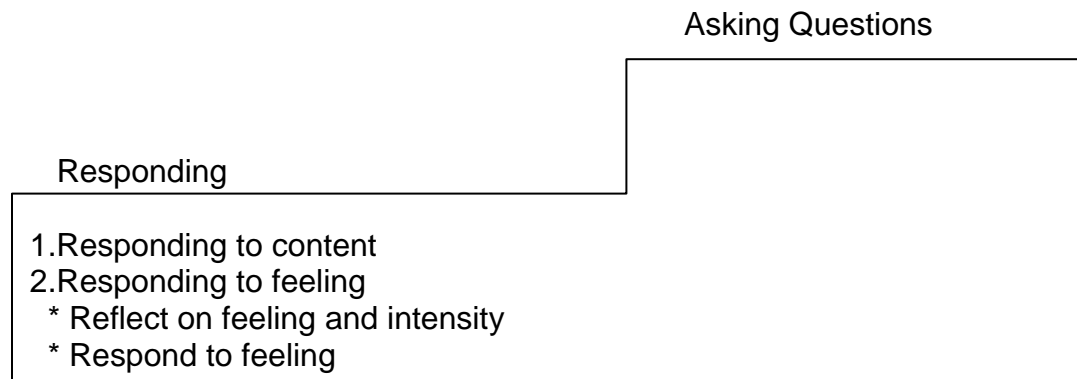 Asking Questions
Responding
1.Responding to content
2.Responding to feeling
* Reflect on feeling and intensity
* Respond to feeling